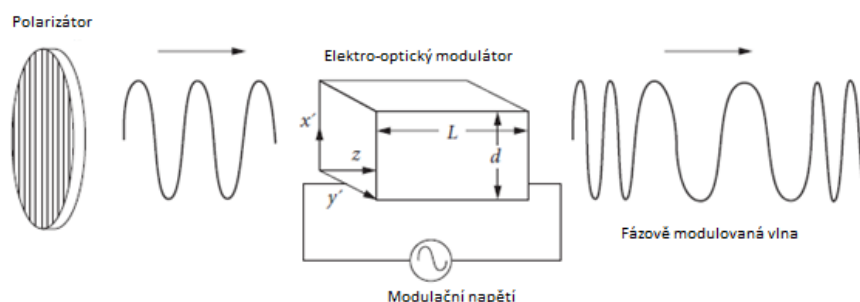 Polarizátor
Elektro-optický modulátor
x′
L
d
z
y′
Fázově modulovaná vlna
Modulační napětí